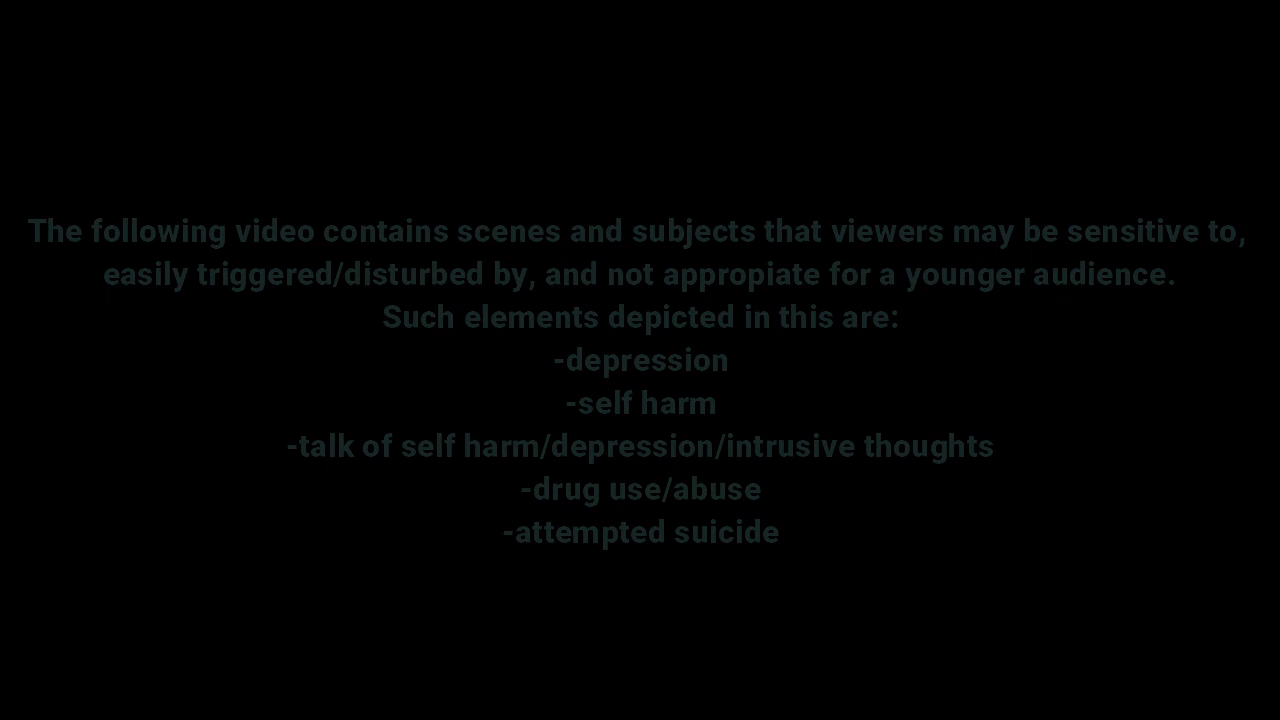 The following video contains scenes and subjects that viewers may be sensitive to,
easily triggered/disturbed by, and not appropiate for a younger audience.
Such elements depicted in this are:
-depression
-self harm
-talk of self harm/depression/intrusive thoughts
-drug use/abuse
-attempted suicide